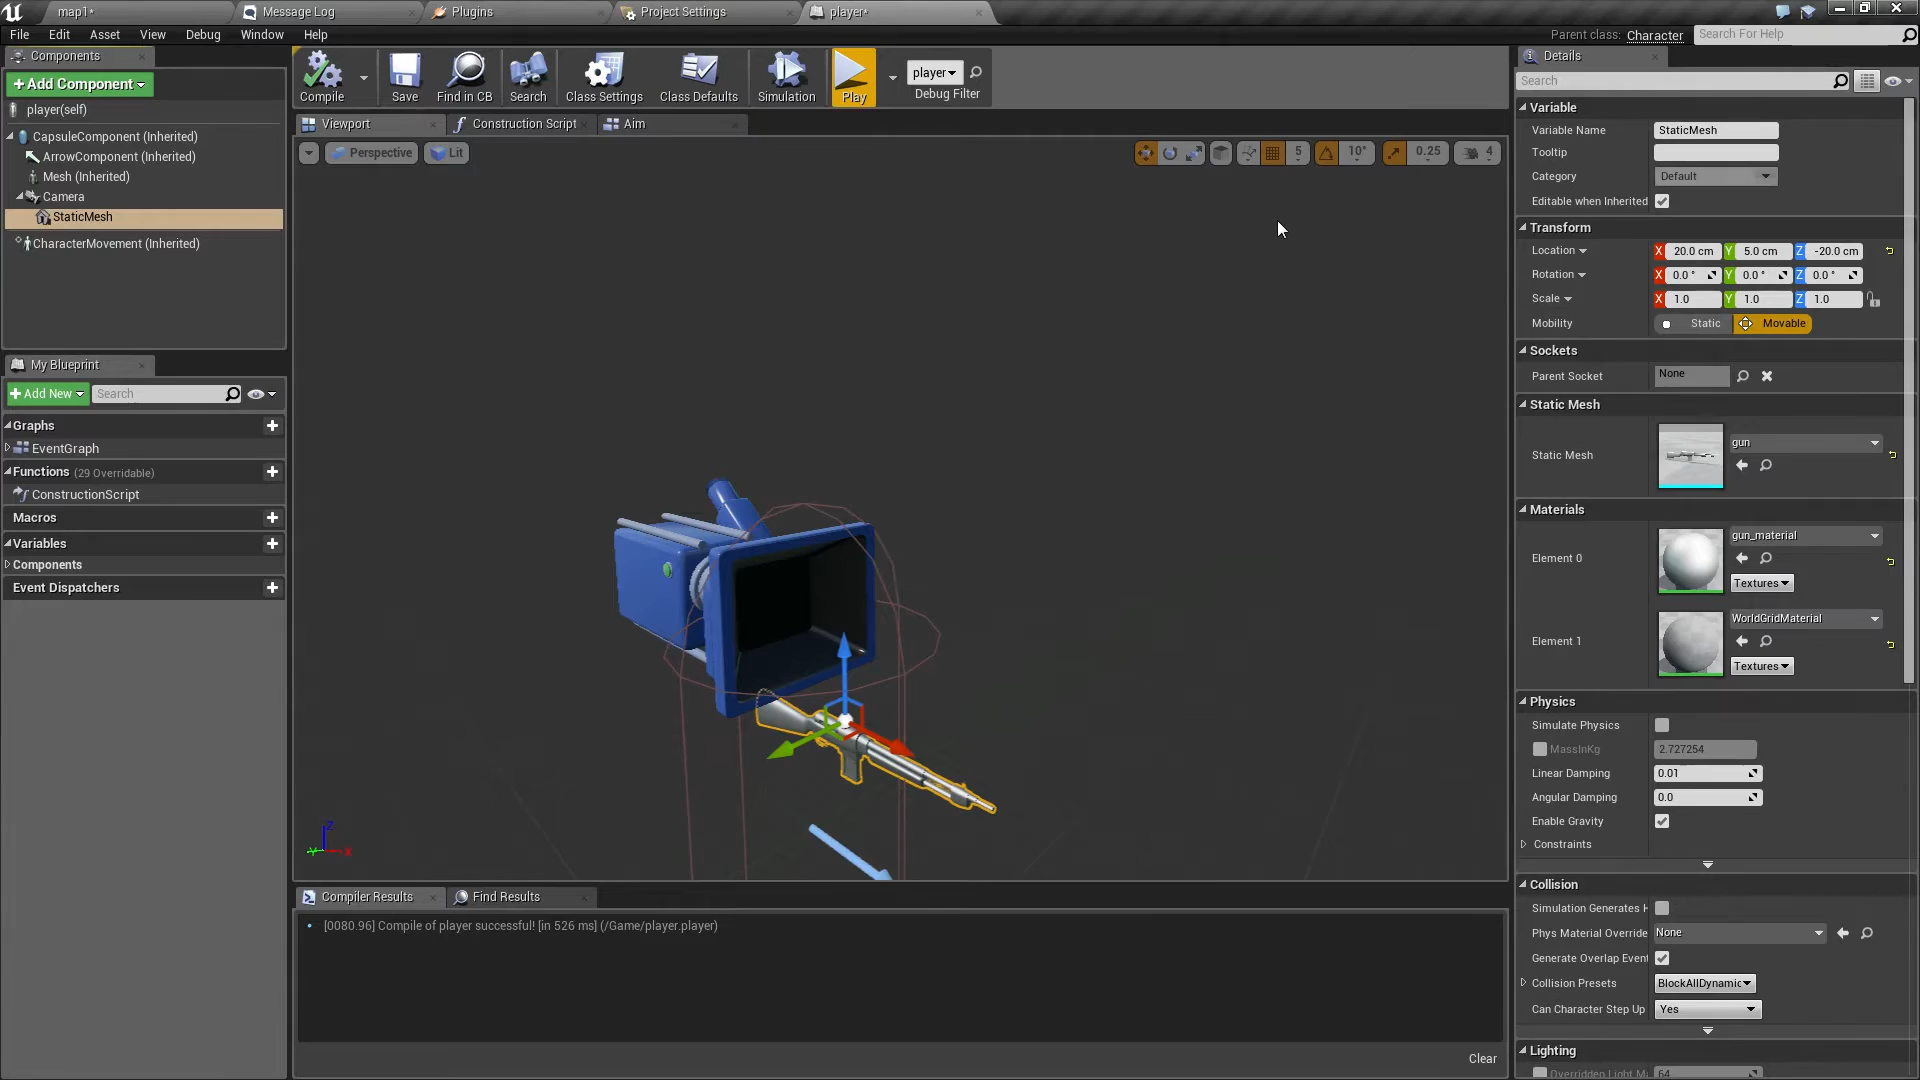 map1*
Message Log
Plugins
Project Settings
player*
File
Edit
Asset
View
Debug
Window
Help
Parent class: Character
Search For Help
Components
+ Add Component
player(self)
CapsuleComponent (Inherited)
ArrowComponent (Inherited)
Mesh (Inherited)
Camera
StaticMesh
CharacterMovement (Inherited)
My Blueprint
+ Add New
Search
Graphs
EventGraph
Functions (29 Overridable)
ConstructionScript
Macros
Variables
Components
Event Dispatchers
Compile
Save
Find in CB
Search
Class Settings
Class Defaults
Simulation
Play
player
Debug Filter
Viewport
Construction Script
Aim
Perspective
Lit
5
10°
0.25
4
Z
Y
X
Compiler Results
Find Results
[0080.96] Compile of player successful! [in 526 ms] (/Game/player.player)
Clear
Details
Search
Variable
Variable Name StaticMesh
Tooltip
Category Default
Editable when Inherited
Transform
Location X 20.0 cm Y 5.0 cm Z -20.0 cm
Rotation X 0.0 ° Y 0.0 ° Z 0.0 °
Scale X 1.0 Y 1.0 Z 1.0
Mobility Static Movable
Sockets
Parent Socket None
Static Mesh
Static Mesh gun
Materials
Element 0 gun_material
Textures
Element 1 WorldGridMaterial
Textures
Physics
Simulate Physics
MassInKg 2.727254
Linear Damping 0.01
Angular Damping 0.0
Enable Gravity
Constraints
Collision
Simulation Generates H
Phys Material Override None
Generate Overlap Event
Collision Presets BlockAllDynamic
Can Character Step Up Yes
Lighting
Overridden Light M
64